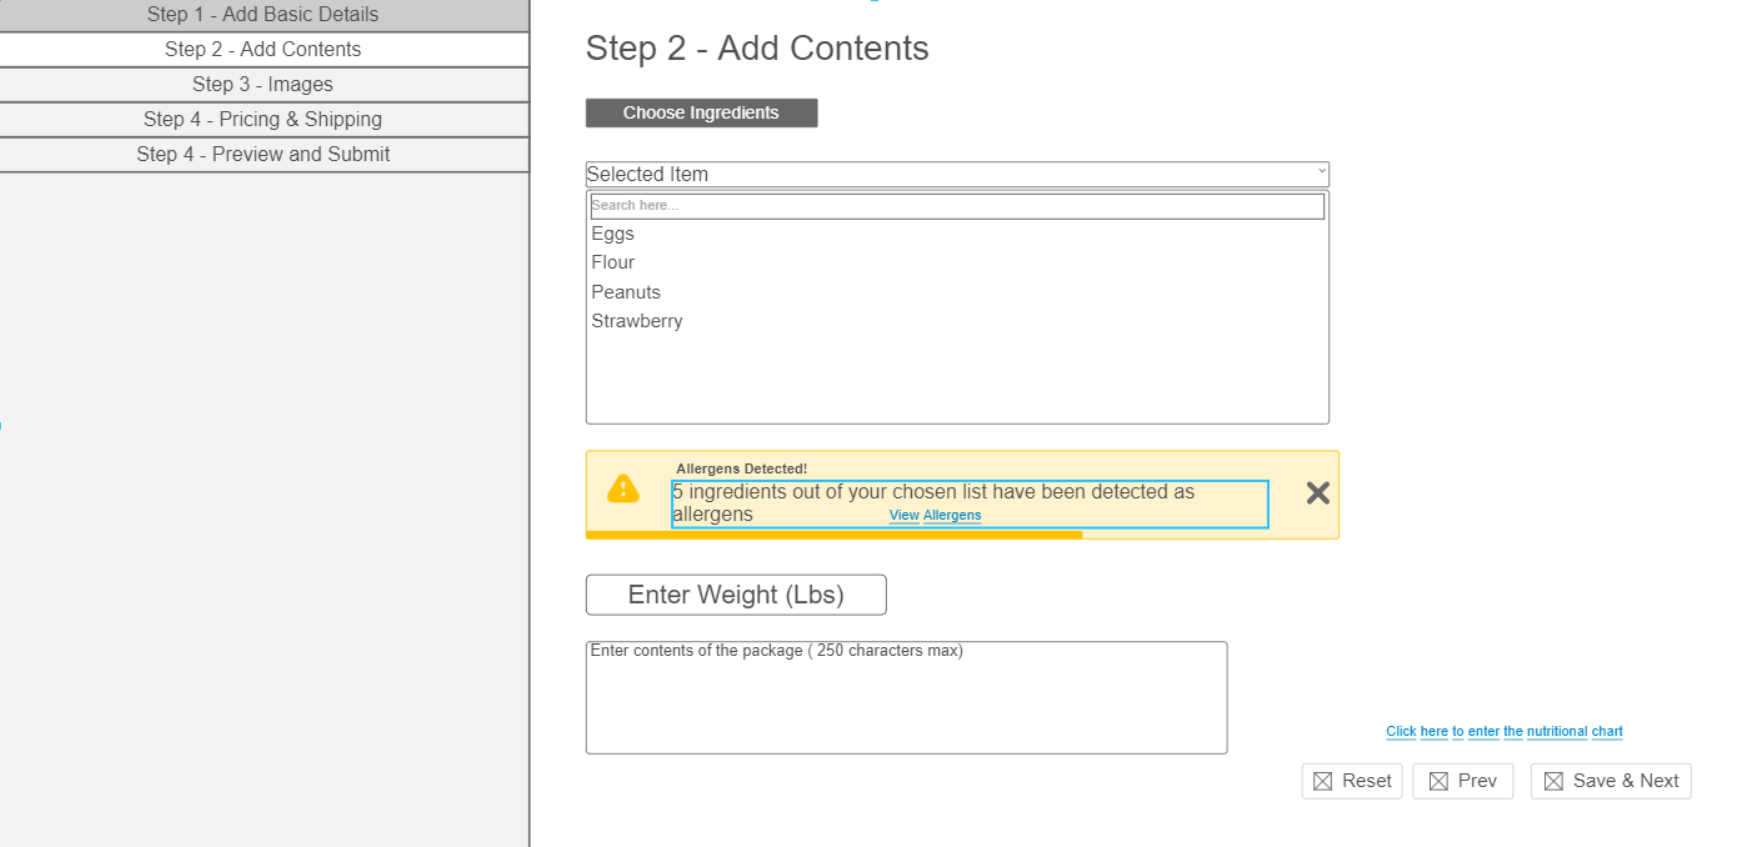 Step 1 - Add Basic Details
Step 2 - Add Contents
Step 3 - Images
Step 4 - Pricing & Shipping
Step 4 - Preview and Submit
Step 2 - Add Contents
Choose Ingredients
Selected Item
Search here...
Eggs
Flour
Peanuts
Strawberry
Allergens Detected!
5 ingredients out of your chosen list have been detected as
allergens View Allergens
Enter Weight (Lbs)
Enter contents of the package ( 250 characters max)
Click here to enter the nutritional chart
Reset Prev Save & Next